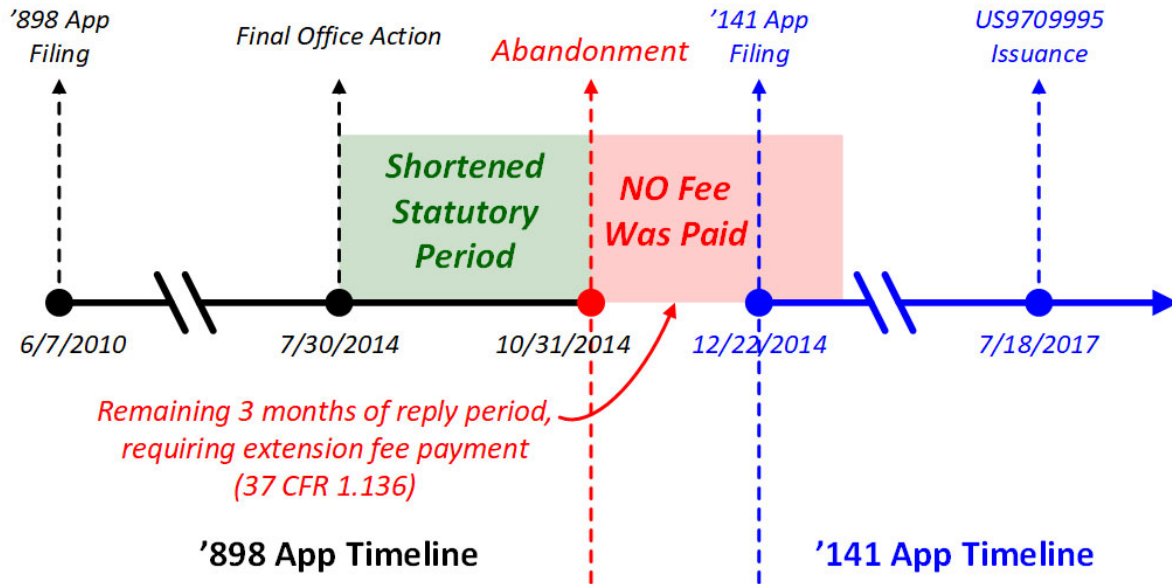 ’898 App
Filing
Final Office Action
Abandonment
’141 App
Filing
US9709995
Issuance
Shortened
Statutory
Period
NO Fee
Was Paid
6/7/2010
7/30/2014
10/31/2014
12/22/2014
7/18/2017
Remaining 3 months of reply period,
requiring extension fee payment
(37 CFR 1.136)
’898 App Timeline
’141 App Timeline